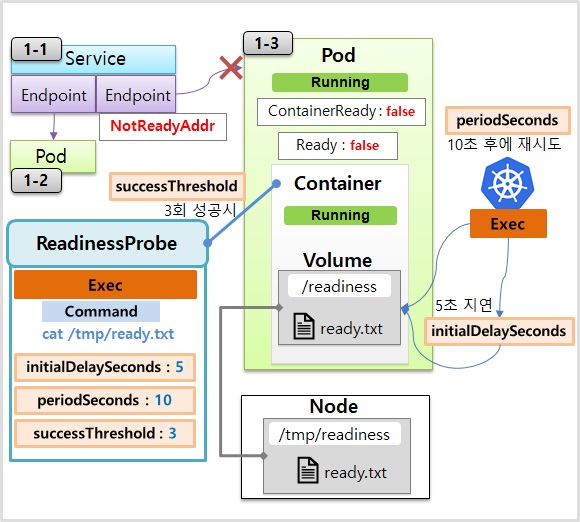 1-1
Service
Endpoint
Endpoint
NotReadyAddr
Pod
1-2
1-3
Pod
Running
ContainerReady : false
Ready : false
Container
Running
Volume
/readiness
ready.txt
successThreshold
3회 성공시
periodSeconds
10초 후에 재시도
Exec
5초 지연
initialDelaySeconds
ReadinessProbe
Exec
Command
cat /tmp/ready.txt
initialDelaySeconds : 5
periodSeconds : 10
successThreshold : 3
Node
/tmp/readiness
ready.txt